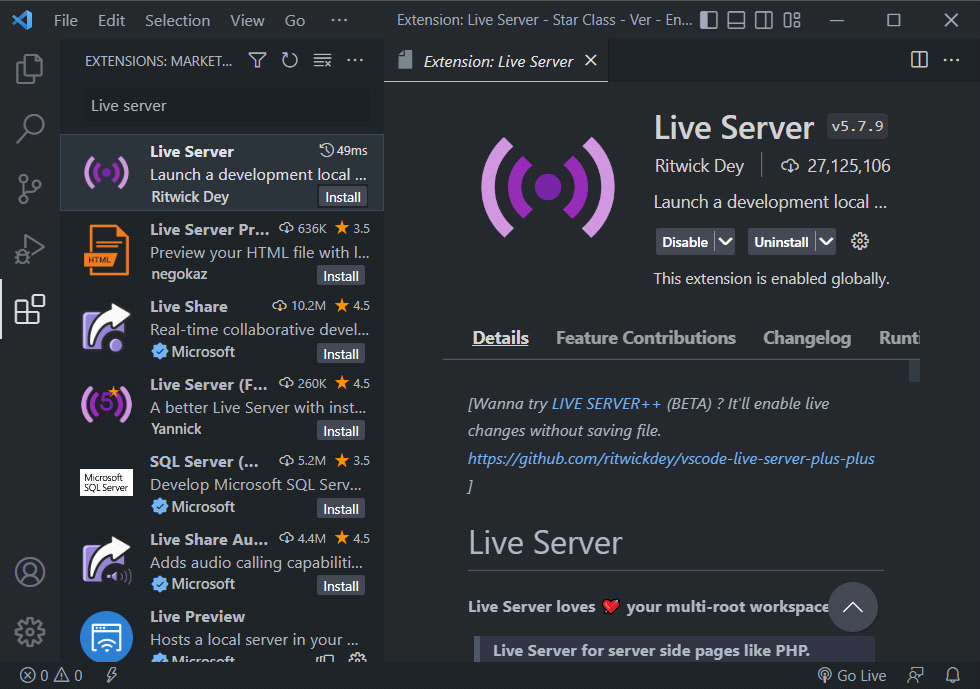 File Edit Selection View Go ···
Extension: Live Server - Star Class - Ver - En...
EXTENSIONS: MARKET...
Live server
Live Server 49ms
Launch a development local ...
Ritwick Dey Install
Live Server Pr... 636K 3.5
Preview your HTML file with l...
negokaz Install
HTML
Live Share 10.2M 4.5
Real-time collaborative devel...
Microsoft Install
Live Server (F... 260K 4.5
A better Live Server with inst...
Yannick Install
5
SQL Server (... 5.2M 3.5
Develop Microsoft SQL Serv...
Microsoft Install
Microsoft
SQL Server
Live Share Au... 4.4M 4.5
Adds audio calling capabiliti...
Microsoft Install
Live Preview
Hosts a local server in your ...
Microsoft
Extension: Live Server
Live Server v5.7.9
Ritwick Dey 27,125,106
Launch a development local ...
Disable Uninstall
This extension is enabled globally.
Details Feature Contributions Changelog Runti
[Wanna try LIVE SERVER++ (BETA) ? It'll enable live
changes without saving file.
https://github.com/ritwickdey/vscode-live-server-plus-plus
]
Live Server
Live Server loves ❤️ your multi-root workspace
Live Server for server side pages like PHP.
0 0
Go Live